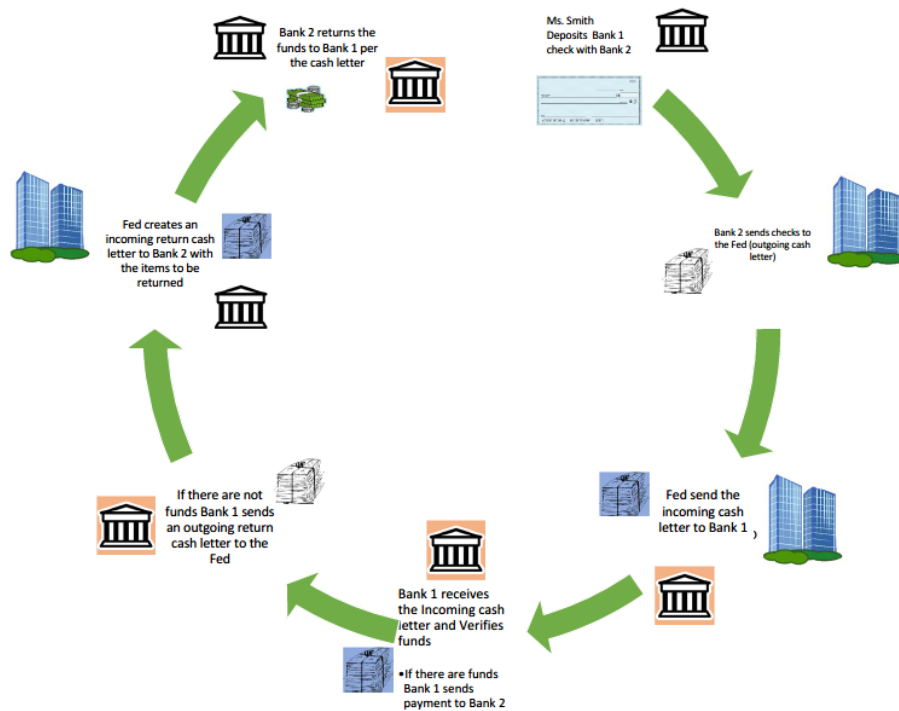 Ms. Smith
Deposits Bank 1
check with Bank 2
Bank 2 sends checks to
the Fed (outgoing cash
letter)
Fed send the
incoming cash
letter to Bank 1
Bank 1 receives
the Incoming cash
letter and Verifies
funds
•If there are funds
Bank 1 sends
payment to Bank 2
If there are not
funds Bank 1 sends
an outgoing return
cash letter to the
Fed
Fed creates an
incoming return cash
letter to Bank 2 with
the items to be
returned
Bank 2 returns the
funds to Bank 1 per
the cash letter